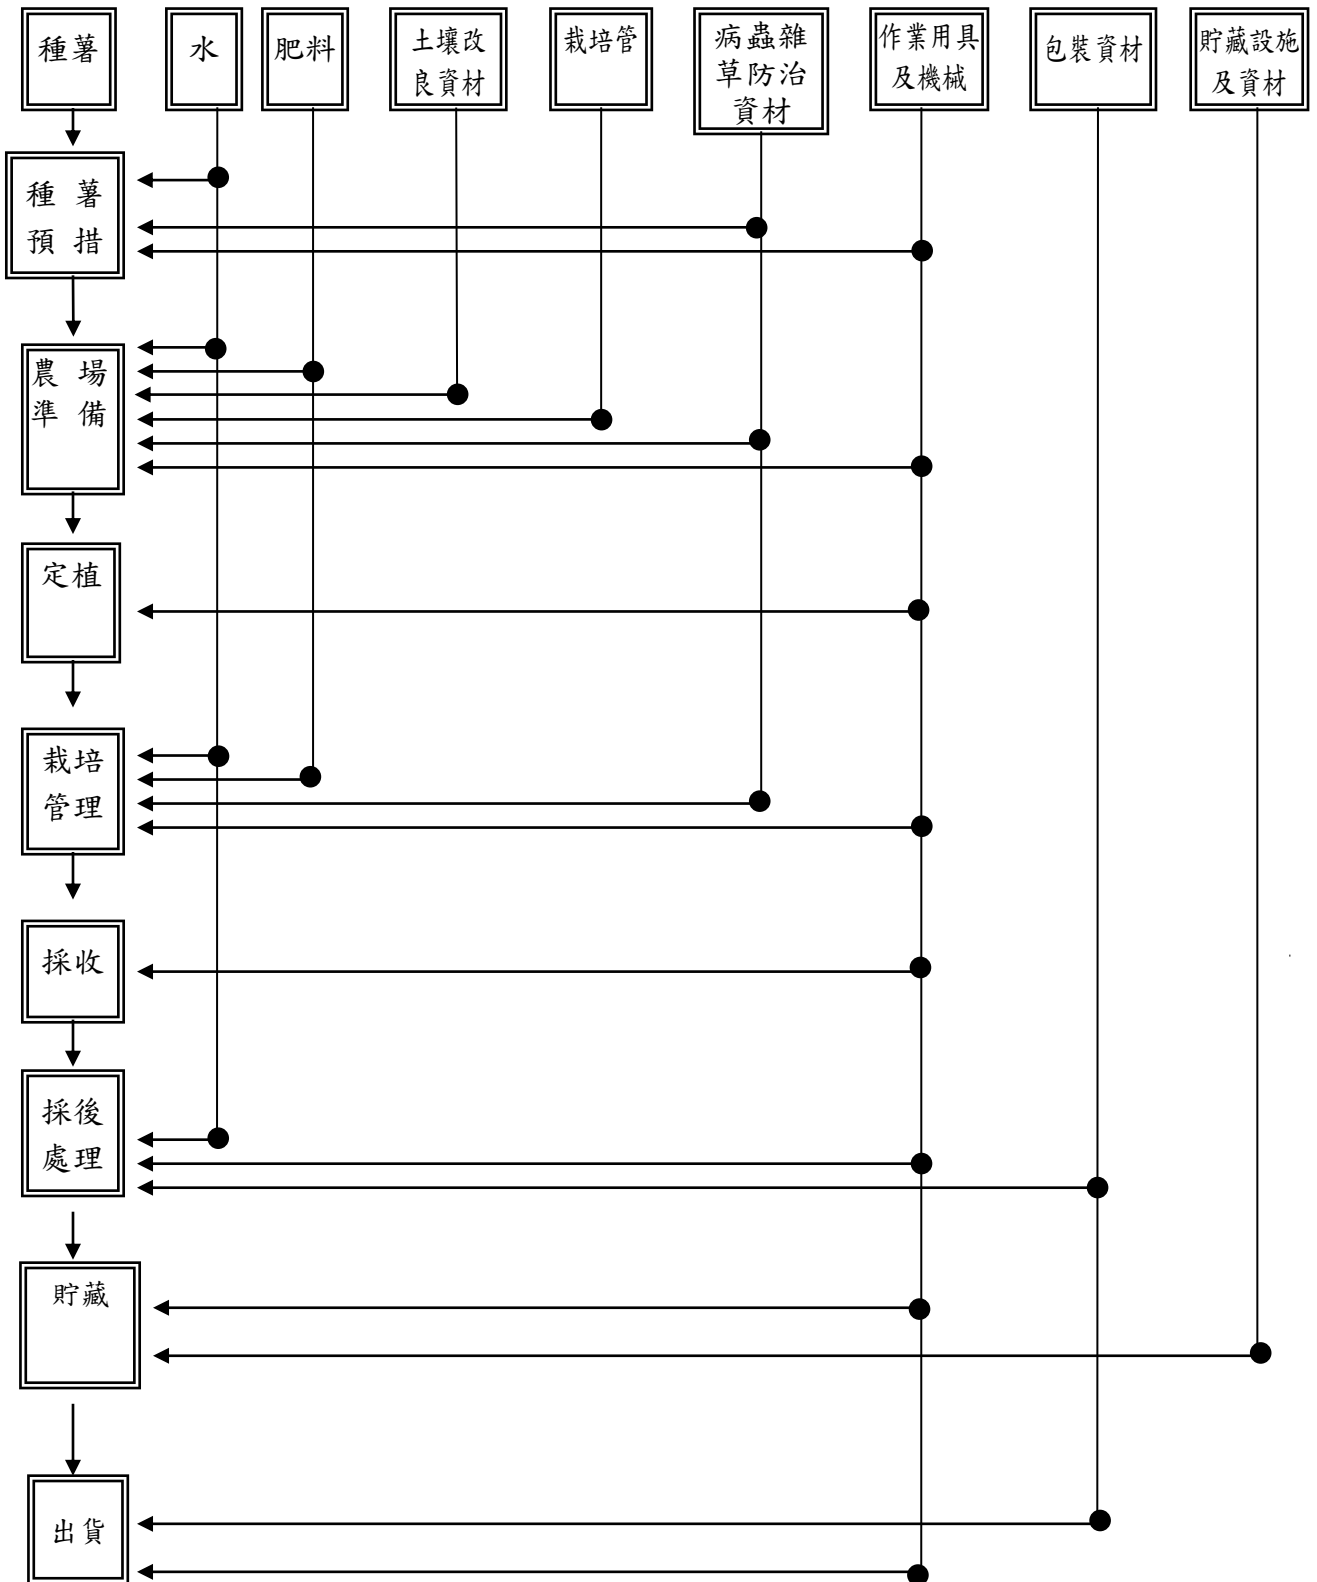 種薯
水
肥料
土壤改
良資材
栽培管
病蟲雜
草防治
資材
作業用具
及機械
包裝資材
貯藏設施
及資材
種 薯
預 措
農 場
準 備
定植
栽培
管理
採收
採後
處理
貯藏
出貨